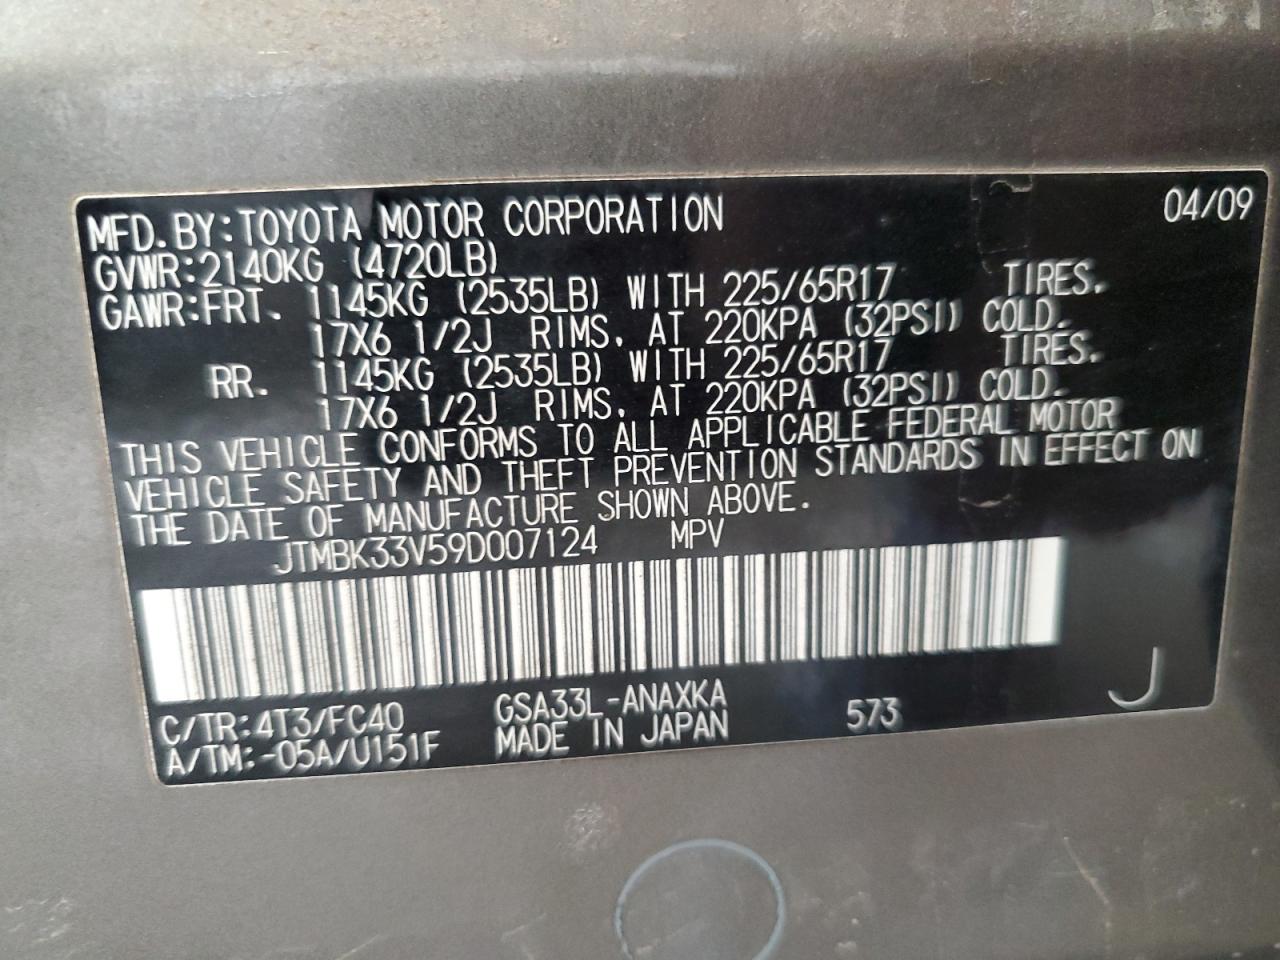 MFD.BY:TOYOTA MOTOR CORPORATION 04/09
GVWR:2140KG (4720LB)
GAWR:FRT. 1145KG (2535LB) WITH 225/65R17 TIRES.
17X6 1/2J RIMS, AT 220KPA (32PSI) COLD.
RR. 1145KG (2535LB) WITH 225/65R17 TIRES.
17X6 1/2J RIMS, AT 220KPA (32PSI) COLD.
THIS VEHICLE CONFORMS TO ALL APPLICABLE FEDERAL MOTOR
VEHICLE SAFETY AND THEFT PREVENTION STANDARDS IN EFFECT ON
THE DATE OF MANUFACTURE SHOWN ABOVE.
JTMBK33V59D007124 MPV
C/TR:4T3/FC40 GSA33L-ANAXKA 573 J
A/TM:-05A/U151F MADE IN JAPAN